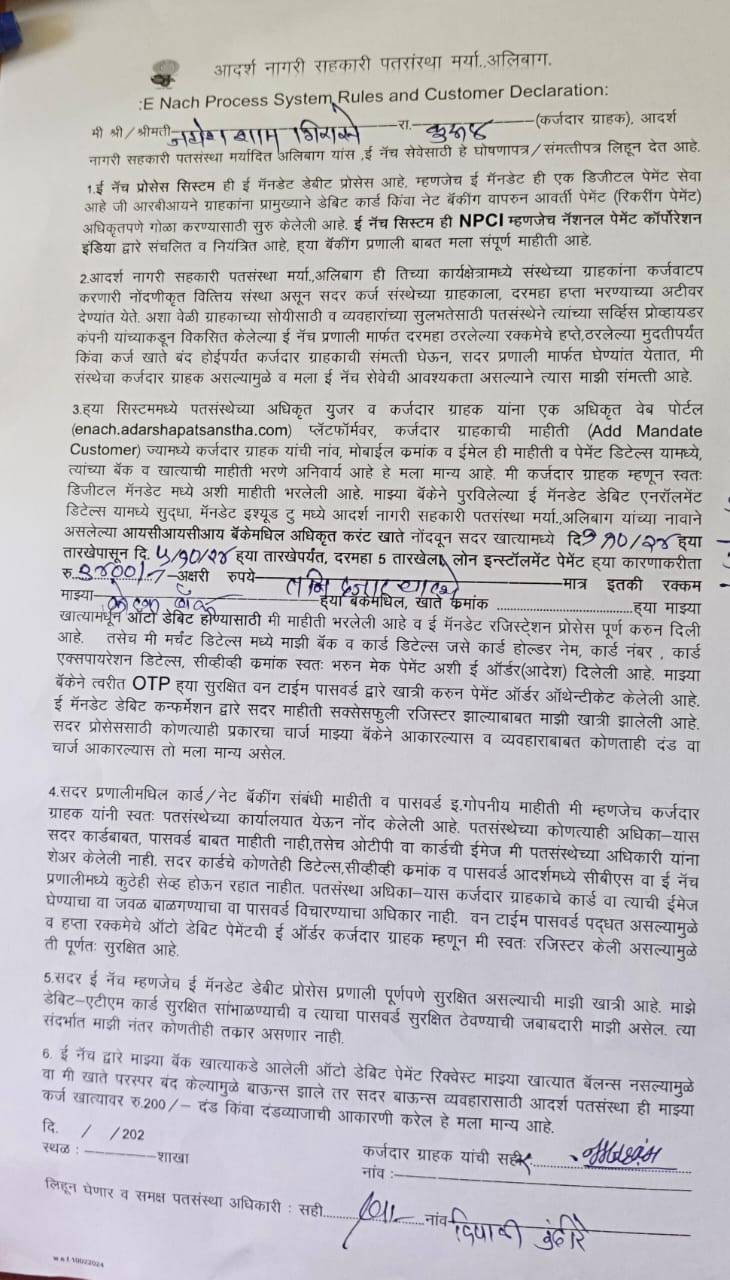 आदर्श नागरी सहकारी पतसंस्था मर्या.,अलिबाग.
:E Nach Process System Rules and Customer Declaration:
मी श्री/श्रीमती शाम रा. (कर्जदार ग्राहक), आदर्श
नागरी सहकारी पतसंस्था मर्यादित अलिबाग यांस ,ई नॅच सेवेसाठी हे घोषणापत्र/संमत्तीपत्र लिहून देत आहे.
1.ई नॅच प्रोसेस सिस्टम ही ई मॅनडेट डेबीट प्रोसेस आहे, म्हणजेच ई मॅनडेट ही एक डिजीटल पेमेंट सेवा
आहे जी आरबीआयने ग्राहकांना प्रामुख्याने डेबिट कार्ड किंवा नेट बॅकींग वापरुन आवर्ती पेमेंट (रिकरींग पेमेंट)
अधिकृतपणे गोळा करण्यासाठी सुरु केलेली आहे. ई नॅच सिस्टम ही NPCI म्हणजेच नॅशनल पेमेंट कॉर्पोरेशन
इंडिया द्वारे संचलित व नियंत्रित आहे, ह्या बॅकींग प्रणाली बाबत मला संपूर्ण माहीती आहे.
2.आदर्श नागरी सहकारी पतसंस्था मर्या.,अलिबाग ही तिच्या कार्यक्षेत्रामध्ये संस्थेच्या ग्राहकांना कर्जवाटप
करणारी नोंदणीकृत वित्तिय संस्था असून सदर कर्ज संस्थेच्या ग्राहकाला, दरमहा हप्ता भरण्याच्या अटीवर
देण्यांत येते. अशा वेळी ग्राहकाच्या सोयीसाठी व व्यवहारांच्या सुलभतेसाठी पतसंस्थेने त्यांच्या सर्व्हिस प्रोव्हायडर
कंपनी यांच्याकडून विकसित केलेल्या ई नॅच प्रणाली मार्फत दरमहा ठरलेल्या रक्कमेचे हप्ते,ठरलेल्या मुदतीपर्यंत
किंवा कर्ज खाते बंद होईपर्यंत कर्जदार ग्राहकाची संमत्ती घेऊन, सदर प्रणाली मार्फत घेण्यांत येतात, मी
संस्थेचा कर्जदार ग्राहक असल्यामुळे व मला ई नॅच सेवेची आवश्यकता असल्याने त्यास माझी संमत्ती आहे.
3.ह्या सिस्टममध्ये पतसंस्थेच्या अधिकृत युजर व कर्जदार ग्राहक यांना एक अधिकृत वेब पोर्टल
(enach.adarshapatsanstha.com) प्लॅटफॉर्मवर, कर्जदार ग्राहकाची माहीती (Add Mandate
Customer) ज्यामध्ये कर्जदार ग्राहक यांची नांव, मोबाईल क्रमांक व ईमेल ही माहीती व पेमेंट डिटेल्स यामध्ये,
त्यांच्या बॅक व खात्याची माहीती भरणे अनिवार्य आहे हे मला मान्य आहे. मी कर्जदार ग्राहक म्हणून स्वतः
डिजीटल मॅनडेट मध्ये अशी माहीती भरलेली आहे. माझ्या बॅकेने पुरविलेल्या ई मॅनडेट डेबिट एनरॉलमेंट
डिटेल्स यामध्ये सुद्धा, मॅनडेट इश्यूड टु मध्ये आदर्श नागरी सहकारी पतसंस्था मर्या.,अलिबाग यांच्या नावाने
असलेल्या आयसीआयसीआय बॅकेमधिल अधिकृत करंट खाते नोंदवून सदर खात्यामध्ये दि. ह्या
तारखेपासून दि. ५/१०/२४ ह्या तारखेपर्यंत, दरमहा 5 तारखेला, लोन इन्स्टॉलमेंट पेमेंट ह्या कारणाकरीता
रु. -अक्षरी रुपये हजार मात्र इतकी रक्कम
माझ्या बँक ह्या बॅकेमधिल, खाते क्रमांक ..............ह्या माझ्या
खात्यामधून ऑटो डेबिट होण्यासाठी मी माहीती भरलेली आहे व ई मॅनडेट रजिस्ट्रेशन प्रोसेस पूर्ण करुन दिली
आहे. तसेच मी मर्चंट डिटेल्स मध्ये माझी बॅक व कार्ड डिटेल्स जसे कार्ड होल्डर नेम, कार्ड नंबर , कार्ड
एक्सपायरेशन डिटेल्स, सीव्हीव्ही क्रमांक स्वतः भरुन मेक पेमेंट अशी ई ऑर्डर(आदेश) दिलेली आहे. माझ्या
बॅकेने त्वरीत OTP ह्या सुरक्षित वन टाईम पासवर्ड द्वारे खात्री करुन पेमेंट ऑर्डर ऑथेन्टीकेट केलेली आहे.
ई मॅनडेट डेबिट कन्फर्मेशन द्वारे सदर माहीती सक्सेसफुली रजिस्टर झाल्याबाबत माझी खात्री झालेली आहे.
सदर प्रोसेससाठी कोणत्याही प्रकारचा चार्ज माझ्या बॅकेने आकारल्यास व व्यवहाराबाबत कोणताही दंड वा
चार्ज आकारल्यास तो मला मान्य असेल.
4.सदर प्रणालीमधिल कार्ड/नेट बॅकींग संबंधी माहीती व पासवर्ड इ.गोपनीय माहीती मी म्हणजेच कर्जदार
ग्राहक यांनी स्वतः पतसंस्थेच्या कार्यालयात येऊन नोंद केलेली आहे. पतसंस्थेच्या कोणत्याही अधिका-यास
सदर कार्डबाबत, पासवर्ड बाबत माहीती नाही,तसेच ओटीपी वा कार्डची ईमेज मी पतसंस्थेच्या अधिकारी यांना
शेअर केलेली नाही. सदर कार्डचे कोणतेही डिटेल्स,सीव्हीव्ही क्रमांक व पासवर्ड आदर्शमध्ये सीबीएस वा ई नॅच
प्रणालीमध्ये कुठेही सेव्ह होऊन रहात नाहीत. पतसंस्था अधिका-यास कर्जदार ग्राहकाचे कार्ड वा त्याची ईमेज
घेण्याचा वा जवळ बाळगण्याचा वा पासवर्ड विचारण्याचा अधिकार नाही. वन टाईम पासवर्ड पद्धत असल्यामुळे
व हप्ता रक्कमेचे ऑटो डेबिट पेमेंटची ई ऑर्डर कर्जदार ग्राहक म्हणून मी स्वतः रजिस्टर केली असल्यामुळे
ती पूर्णतः सुरक्षित आहे.
5.सदर ई नॅच म्हणजेच ई मॅनडेट डेबीट प्रोसेस प्रणाली पूर्णपणे सुरक्षित असल्याची माझी खात्री आहे. माझे
डेबिट-एटीएम कार्ड सुरक्षित सांभाळण्याची व त्याचा पासवर्ड सुरक्षित ठेवण्याची जबाबदारी माझी असेल. त्या
संदर्भात माझी नंतर कोणतीही तकार असणार नाही.
6. ई नॅच द्वारे माझ्या बॅक खात्याकडे आलेली ऑटो डेबिट पेमेंट रिक्वेस्ट माझ्या खात्यात बॅलन्स नसल्यामुळे
वा मी खाते परस्पर बंद केल्यामुळे बाऊन्स झाले तर सदर बाऊन्स व्यवहारासाठी आदर्श पतसंस्था ही माझ्या
कर्ज खात्यावर रु.200/- दंड किंवा दंडव्याजाची आकारणी करेल हे मला मान्य आहे.
दि. / /202
स्थळ : ————शाखा
कर्जदार ग्राहक यांची सही
नांव :
लिहून घेणार व समक्ष पतसंस्था अधिकारी : सही नांव दिपाली
w e f 10022024